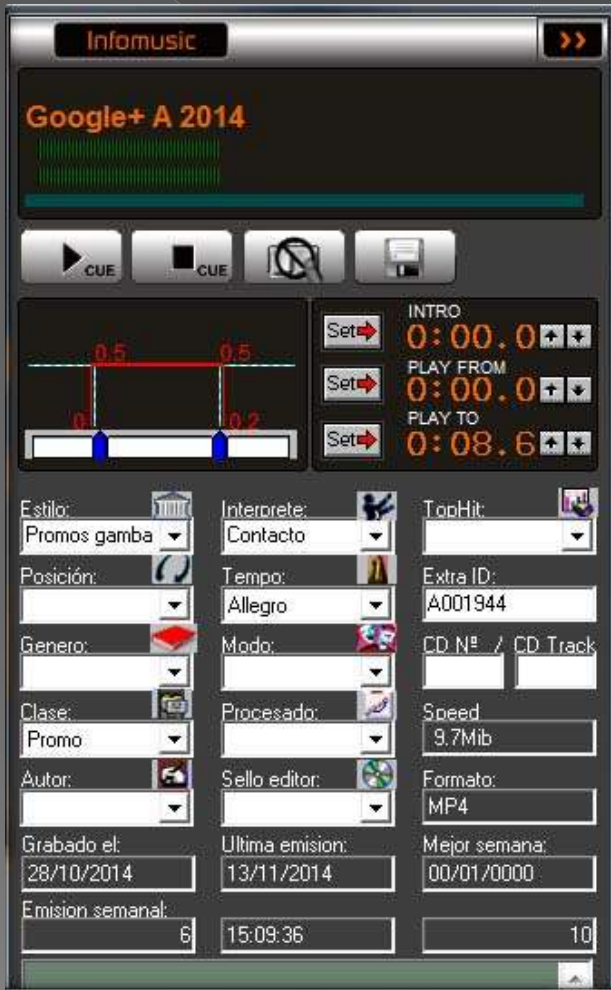 Infomusic >>
Google+ A 2014
CUE CUE
INTRO
Set 0:00.0
0.5 0.5
PLAY FROM
Set 0:00.0
PLAY TO
0 0.2
Set 0:08.6
Estilo: Interprete: TopHit:
Promos gamba Contacto
Posición: Tempo: Extra ID:
Allegro A001944
Genero: Modo: CD Nº / CD Track
Clase: Procesado: Speed
Promo 9.7Mib
Autor: Sello editor: Formato:
MP4
Grabado el: Ultima emision: Mejor semana:
28/10/2014 13/11/2014 00/01/0000
Emision semanal:
6 15:09:36 10